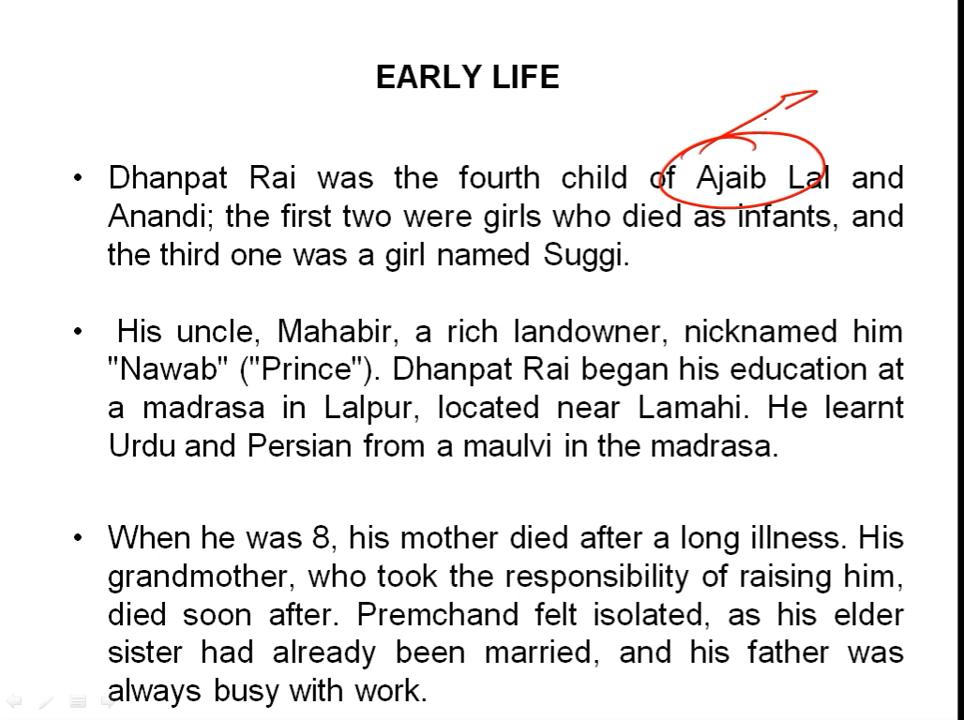 EARLY LIFE
• Dhanpat Rai was the fourth child of Ajaib Lal and
Anandi; the first two were girls who died as infants, and
the third one was a girl named Suggi.
• His uncle, Mahabir, a rich landowner, nicknamed him
"Nawab" ("Prince"). Dhanpat Rai began his education at
a madrasa in Lalpur, located near Lamahi. He learnt
Urdu and Persian from a maulvi in the madrasa.
• When he was 8, his mother died after a long illness. His
grandmother, who took the responsibility of raising him,
died soon after. Premchand felt isolated, as his elder
sister had already been married, and his father was
always busy with work.